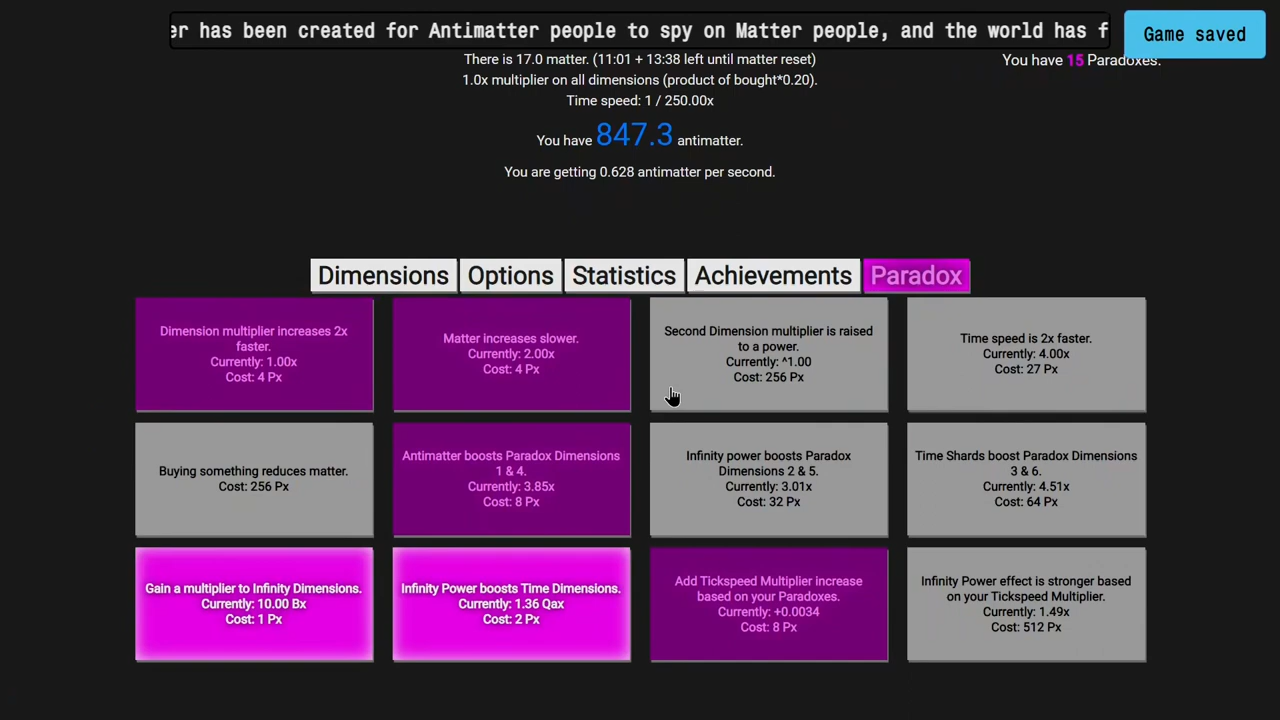 er has been created for Antimatter people to spy on Matter people, and the world has f
Game saved
There is 17.0 matter. (11:01 + 13:38 left until matter reset)
You have 15 Paradoxes.
1.0x multiplier on all dimensions (product of bought*0.20).
Time speed: 1 / 250.00x
You have 847.3 antimatter.
You are getting 0.628 antimatter per second.
Dimensions Options Statistics Achievements Paradox
Dimension multiplier increases 2x
faster.
Currently: 1.00x
Cost: 4 Px
Matter increases slower.
Currently: 2.00x
Cost: 4 Px
Second Dimension multiplier is raised
to a power.
Currently: ^1.00
Cost: 256 Px
Time speed is 2x faster.
Currently: 4.00x
Cost: 27 Px
Buying something reduces matter.
Cost: 256 Px
Antimatter boosts Paradox Dimensions
1 & 4.
Currently: 3.85x
Cost: 8 Px
Infinity power boosts Paradox
Dimensions 2 & 5.
Currently: 3.01x
Cost: 32 Px
Time Shards boost Paradox Dimensions
3 & 6.
Currently: 4.51x
Cost: 64 Px
Gain a multiplier to Infinity Dimensions.
Currently: 10.00 Bx
Cost: 1 Px
Infinity Power boosts Time Dimensions.
Currently: 1.36 Qax
Cost: 2 Px
Add Tickspeed Multiplier increase
based on your Paradoxes.
Currently: +0.0034
Cost: 8 Px
Infinity Power effect is stronger based
on your Tickspeed Multiplier.
Currently: 1.49x
Cost: 512 Px